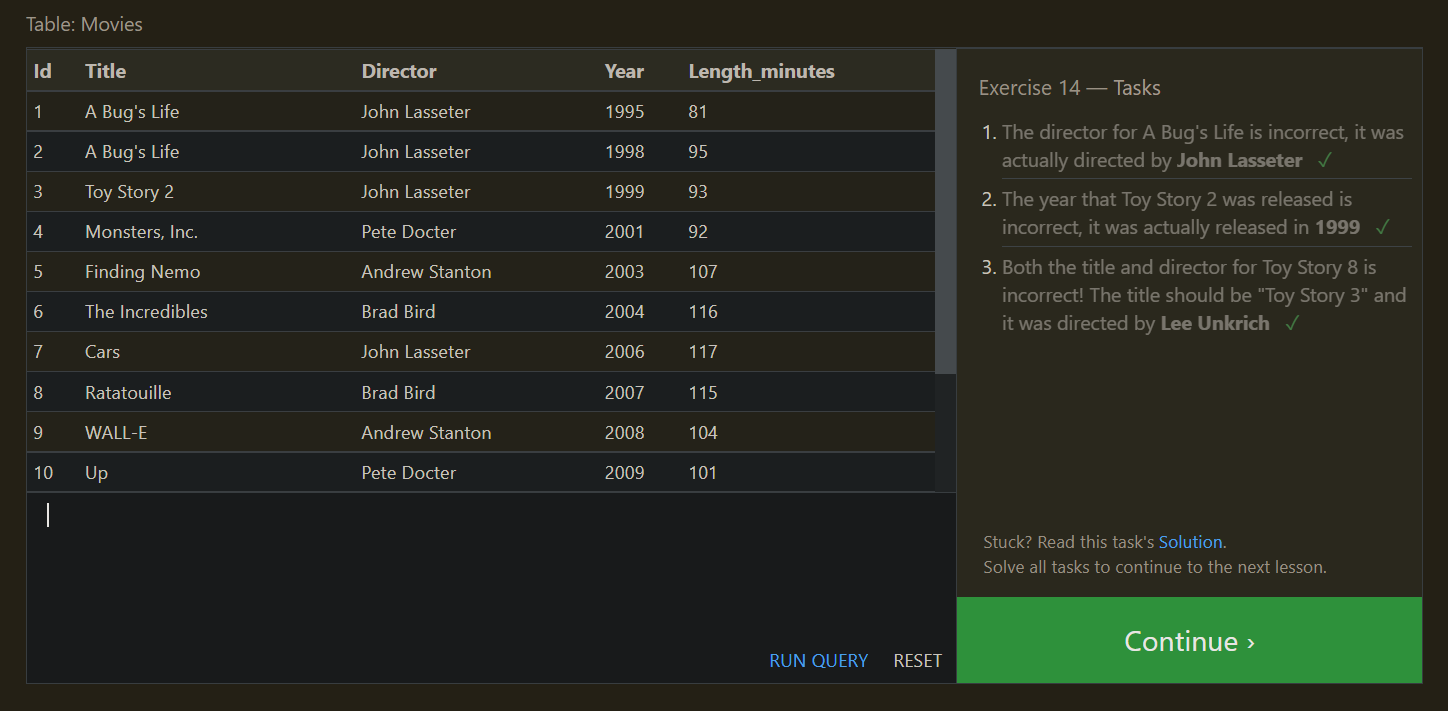 Table: Movies
Id Title Director Year Length_minutes
1 A Bug's Life John Lasseter 1995 81
2 A Bug's Life John Lasseter 1998 95
3 Toy Story 2 John Lasseter 1999 93
4 Monsters, Inc. Pete Docter 2001 92
5 Finding Nemo Andrew Stanton 2003 107
6 The Incredibles Brad Bird 2004 116
7 Cars John Lasseter 2006 117
8 Ratatouille Brad Bird 2007 115
9 WALL-E Andrew Stanton 2008 104
10 Up Pete Docter 2009 101
RUN QUERY RESET
Exercise 14 — Tasks
1. The director for A Bug's Life is incorrect, it was
actually directed by John Lasseter ✓
2. The year that Toy Story 2 was released is
incorrect, it was actually released in 1999 ✓
3. Both the title and director for Toy Story 8 is
incorrect! The title should be "Toy Story 3" and
it was directed by Lee Unkrich ✓
Stuck? Read this task's Solution.
Solve all tasks to continue to the next lesson.
Continue ›